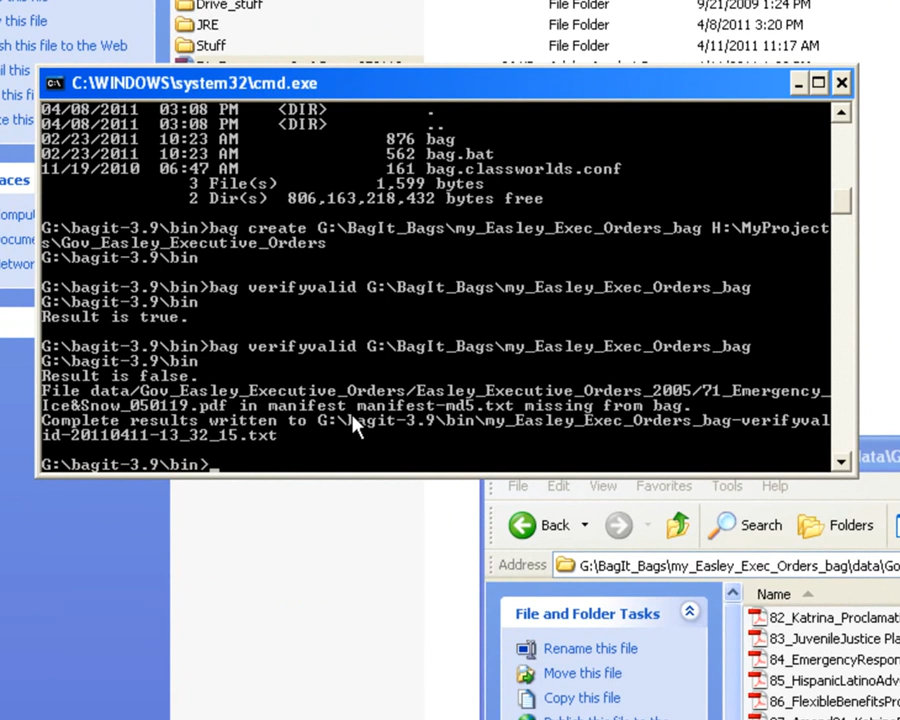 Drive_stuff
File Folder
9/21/2009 1:24 PM
this file
JRE
File Folder
4/8/2011 3:20 PM
sh this file to the Web
Stuff
File Folder
4/11/2011 11:17 AM
il this
C:\WINDOWS\system32\cmd.exe
this fi
te this
aces
Compu
ocume
etwor
04/08/2011  03:08 PM    <DIR>          .
04/08/2011  03:08 PM    <DIR>          ..
02/23/2011  10:23 AM               876 bag
02/23/2011  10:23 AM               562 bag.bat
11/19/2010  06:47 AM               161 bag.classworlds.conf
3 File(s)          1,599 bytes
2 Dir(s)  806,163,218,432 bytes free
G:\bagit-3.9\bin>bag create G:\BagIt_Bags\my_Easley_Exec_Orders_bag H:\MyProject
s\Gov_Easley_Executive_Orders
G:\bagit-3.9\bin
G:\bagit-3.9\bin>bag verifyvalid G:\BagIt_Bags\my_Easley_Exec_Orders_bag
G:\bagit-3.9\bin
Result is true.
G:\bagit-3.9\bin>bag verifyvalid G:\BagIt_Bags\my_Easley_Exec_Orders_bag
G:\bagit-3.9\bin
Result is false.
File data/Gov_Easley_Executive_Orders/Easley_Executive_Orders_2005/71_Emergency_
Ice&Snow_050119.pdf in manifest manifest-md5.txt missing from bag.
Complete results written to G:\bagit-3.9\bin\my_Easley_Exec_Orders_bag-verifyval
id-20110411-13_32_15.txt
G:\bagit-3.9\bin>_
data\G
File  Edit  View  Favorites  Tools  Help
Back  Search  Folders
Address  G:\BagIt_Bags\my_Easley_Exec_Orders_bag\data\Go
Name
File and Folder Tasks
82_Katrina_Proclamati
83_JuvenileJustice Pla
Rename this file
84_EmergencyRespon
Move this file
85_HispanicLatinoAdv
Copy this file
86_FlexibleBenefitsPro